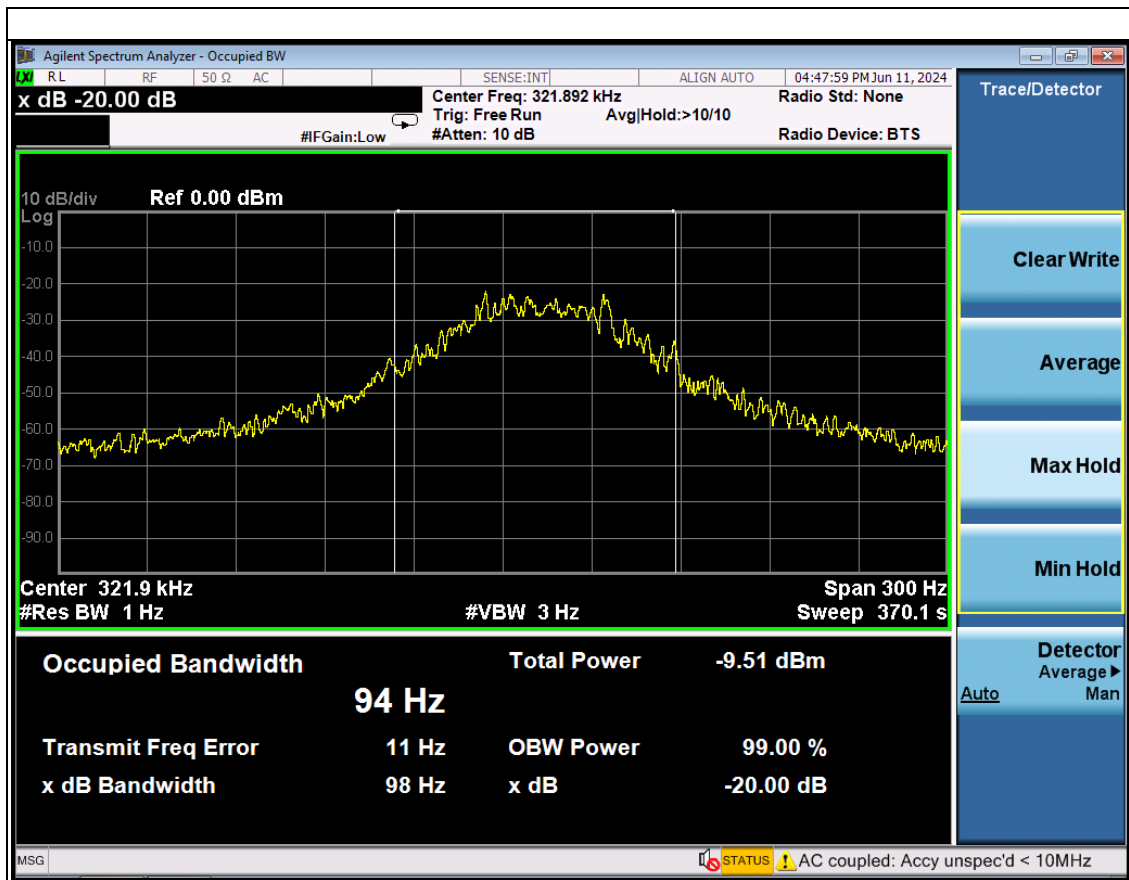 Agilent Spectrum Analyzer - Occupied BW
LXI RL RF 50 Ω AC SENSE:INT ALIGN AUTO 04:47:59 PM Jun 11, 2024
x dB -20.00 dB Center Freq: 321.892 kHz Radio Std: None
Trig: Free Run Avg|Hold:>10/10
#IFGain:Low #Atten: 10 dB Radio Device: BTS
10 dB/div Ref 0.00 dBm
Log
-10.0
-20.0
-30.0
-40.0
-50.0
-60.0
-70.0
-80.0
-90.0
Center 321.9 kHz Span 300 Hz
#Res BW 1 Hz #VBW 3 Hz Sweep 370.1 s
Occupied Bandwidth Total Power -9.51 dBm
94 Hz
Transmit Freq Error 11 Hz OBW Power 99.00 %
x dB Bandwidth 98 Hz x dB -20.00 dB
MSG STATUS AC coupled: Accy unspec'd < 10MHz
Trace/Detector
Clear Write
Average
Max Hold
Min Hold
Detector
Average
Auto Man